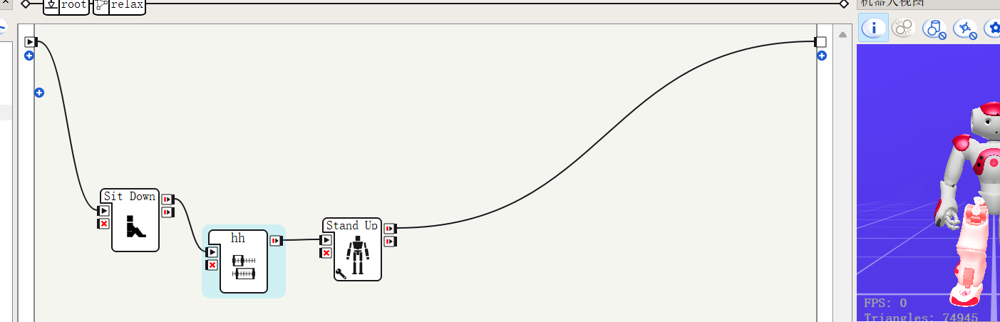 root
relax
机器人视图
Sit Down
hh
Stand Up
FPS: 0
Triangles: 74945